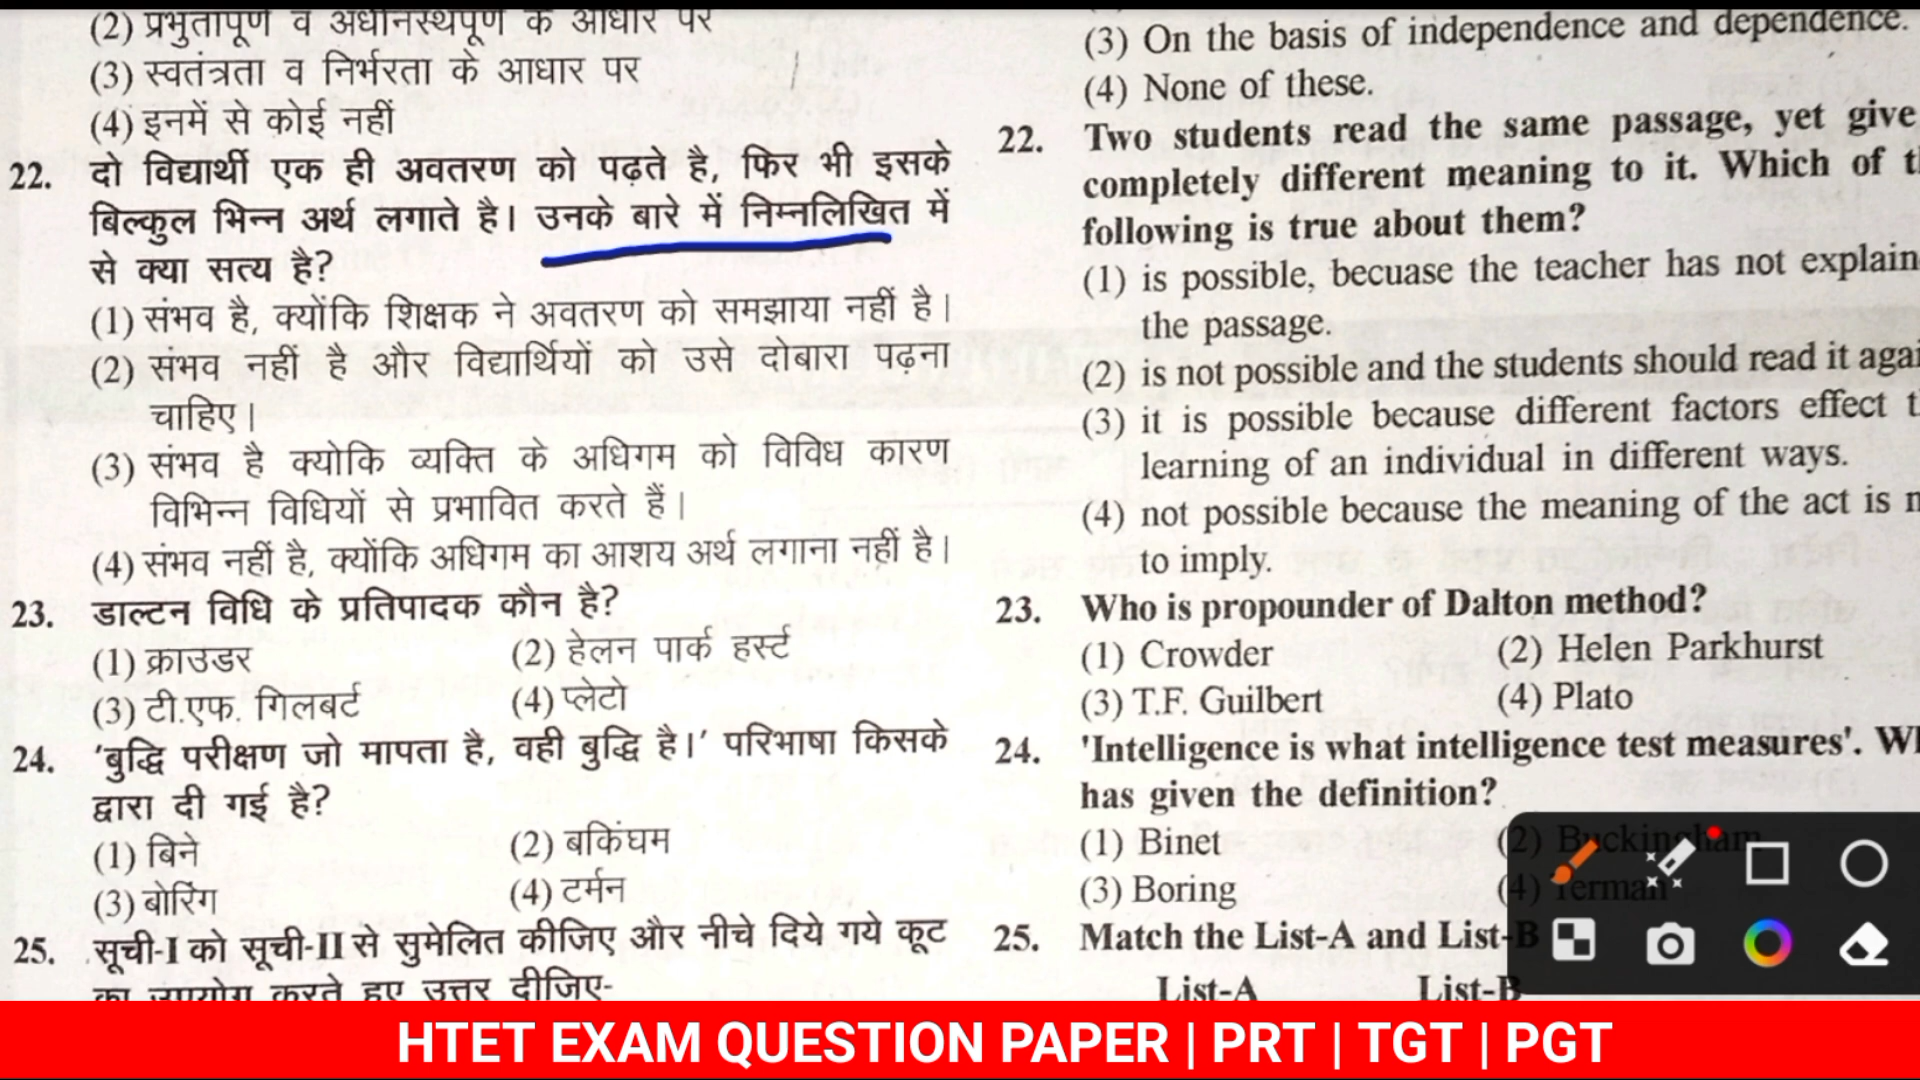 (2) प्रभुतापूर्ण व अधीनस्थपूर्ण के आधार पर
(3) स्वतंत्रता व निर्भरता के आधार पर
(4) इनमें से कोई नहीं
22. दो विद्यार्थी एक ही अवतरण को पढ़ते है, फिर भी इसके
बिल्कुल भिन्न अर्थ लगाते है। उनके बारे में निम्नलिखित में
से क्या सत्य है?
(1) संभव है, क्योंकि शिक्षक ने अवतरण को समझाया नहीं है।
(2) संभव नहीं है और विद्यार्थियों को उसे दोबारा पढ़ना
चाहिए।
(3) संभव है क्योकि व्यक्ति के अधिगम को विविध कारण
विभिन्न विधियों से प्रभावित करते हैं।
(4) संभव नहीं है, क्योंकि अधिगम का आशय अर्थ लगाना नहीं है।
23. डाल्टन विधि के प्रतिपादक कौन है?
(1) क्राउडर (2) हेलन पार्क हर्स्ट
(3) टी.एफ. गिलबर्ट (4) प्लेटो
24. 'बुद्धि परीक्षण जो मापता है, वही बुद्धि है।' परिभाषा किसके
द्वारा दी गई है?
(1) बिने (2) बकिंघम
(3) बोरिंग (4) टर्मन
25. सूची-I को सूची-II से सुमेलित कीजिए और नीचे दिये गये कूट
का उपयोग करते हुए उत्तर दीजिए-
(3) On the basis of independence and dependence.
(4) None of these.
22. Two students read the same passage, yet give
completely different meaning to it. Which of
following is true about them?
(1) is possible, becuase the teacher has not explain
the passage.
(2) is not possible and the students should read it
(3) it is possible because different factors effect
learning of an individual in different ways.
(4) not possible because the meaning of the act is
to imply.
23. Who is propounder of Dalton method?
(1) Crowder (2) Helen Parkhurst
(3) T.F. Guilbert (4) Plato
24. 'Intelligence is what intelligence test measures'.
has given the definition?
(1) Binet (2) Buckingham
(3) Boring (4) Terman
25. Match the List-A and List-B
List-A List-B
HTET EXAM QUESTION PAPER | PRT | TGT | PGT